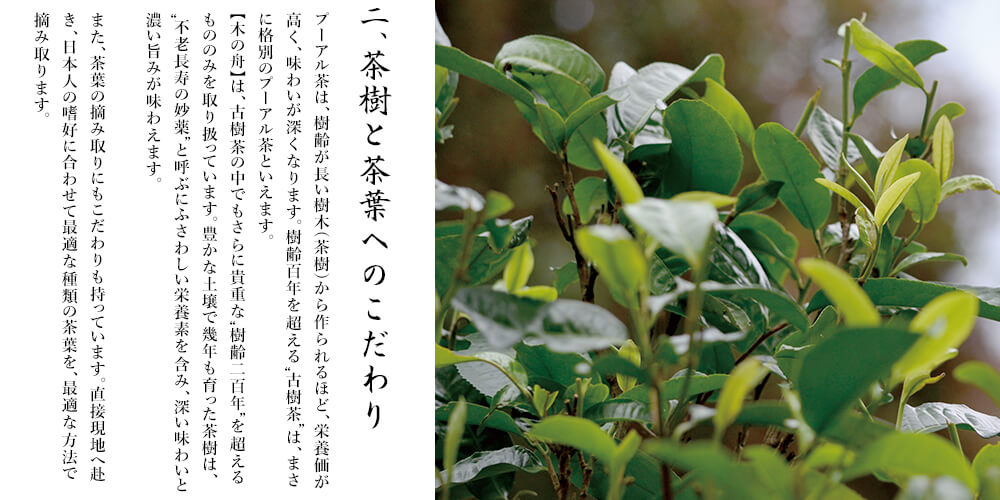 二、茶樹と茶葉へのこだわり
プーアル茶は、樹齢が長い樹木(茶樹)から作られるほど、栄養価が
高く、味わいが深くなります。樹齢百年を超える“古樹茶”は、まさ
に格別のプーアル茶といえます。
【木の舟】は、古樹茶の中でもさらに貴重な“樹齢二百年”を超える
もののみを取り扱っています。豊かな土壌で幾年も育った茶樹は、
“不老長寿の妙薬”と呼ぶにふさわしい栄養素を含み、深い味わいと
濃い旨みが味わえます。
また、茶葉の摘み取りにもこだわりも持っています。直接現地へ赴
き、日本人の嗜好に合わせて最適な種類の茶葉を、最適な方法で
摘み取ります。